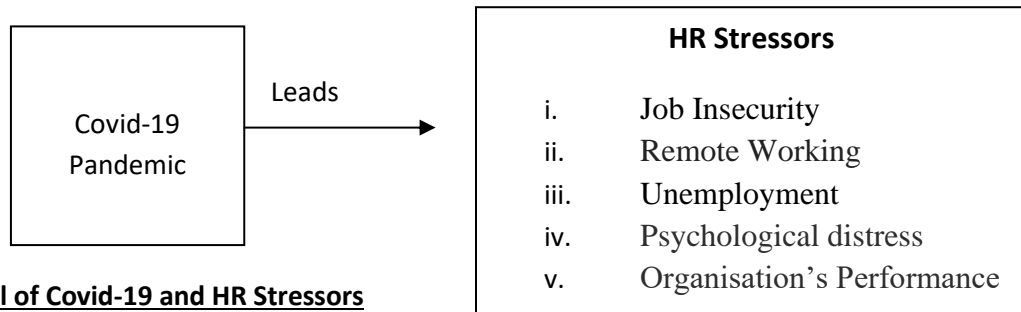 Covid-19
Pandemic
Leads
HR Stressors
i. Job Insecurity
ii. Remote Working
iii. Unemployment
iv. Psychological distress
v. Organisation’s Performance
of Covid-19 and HR Stressors